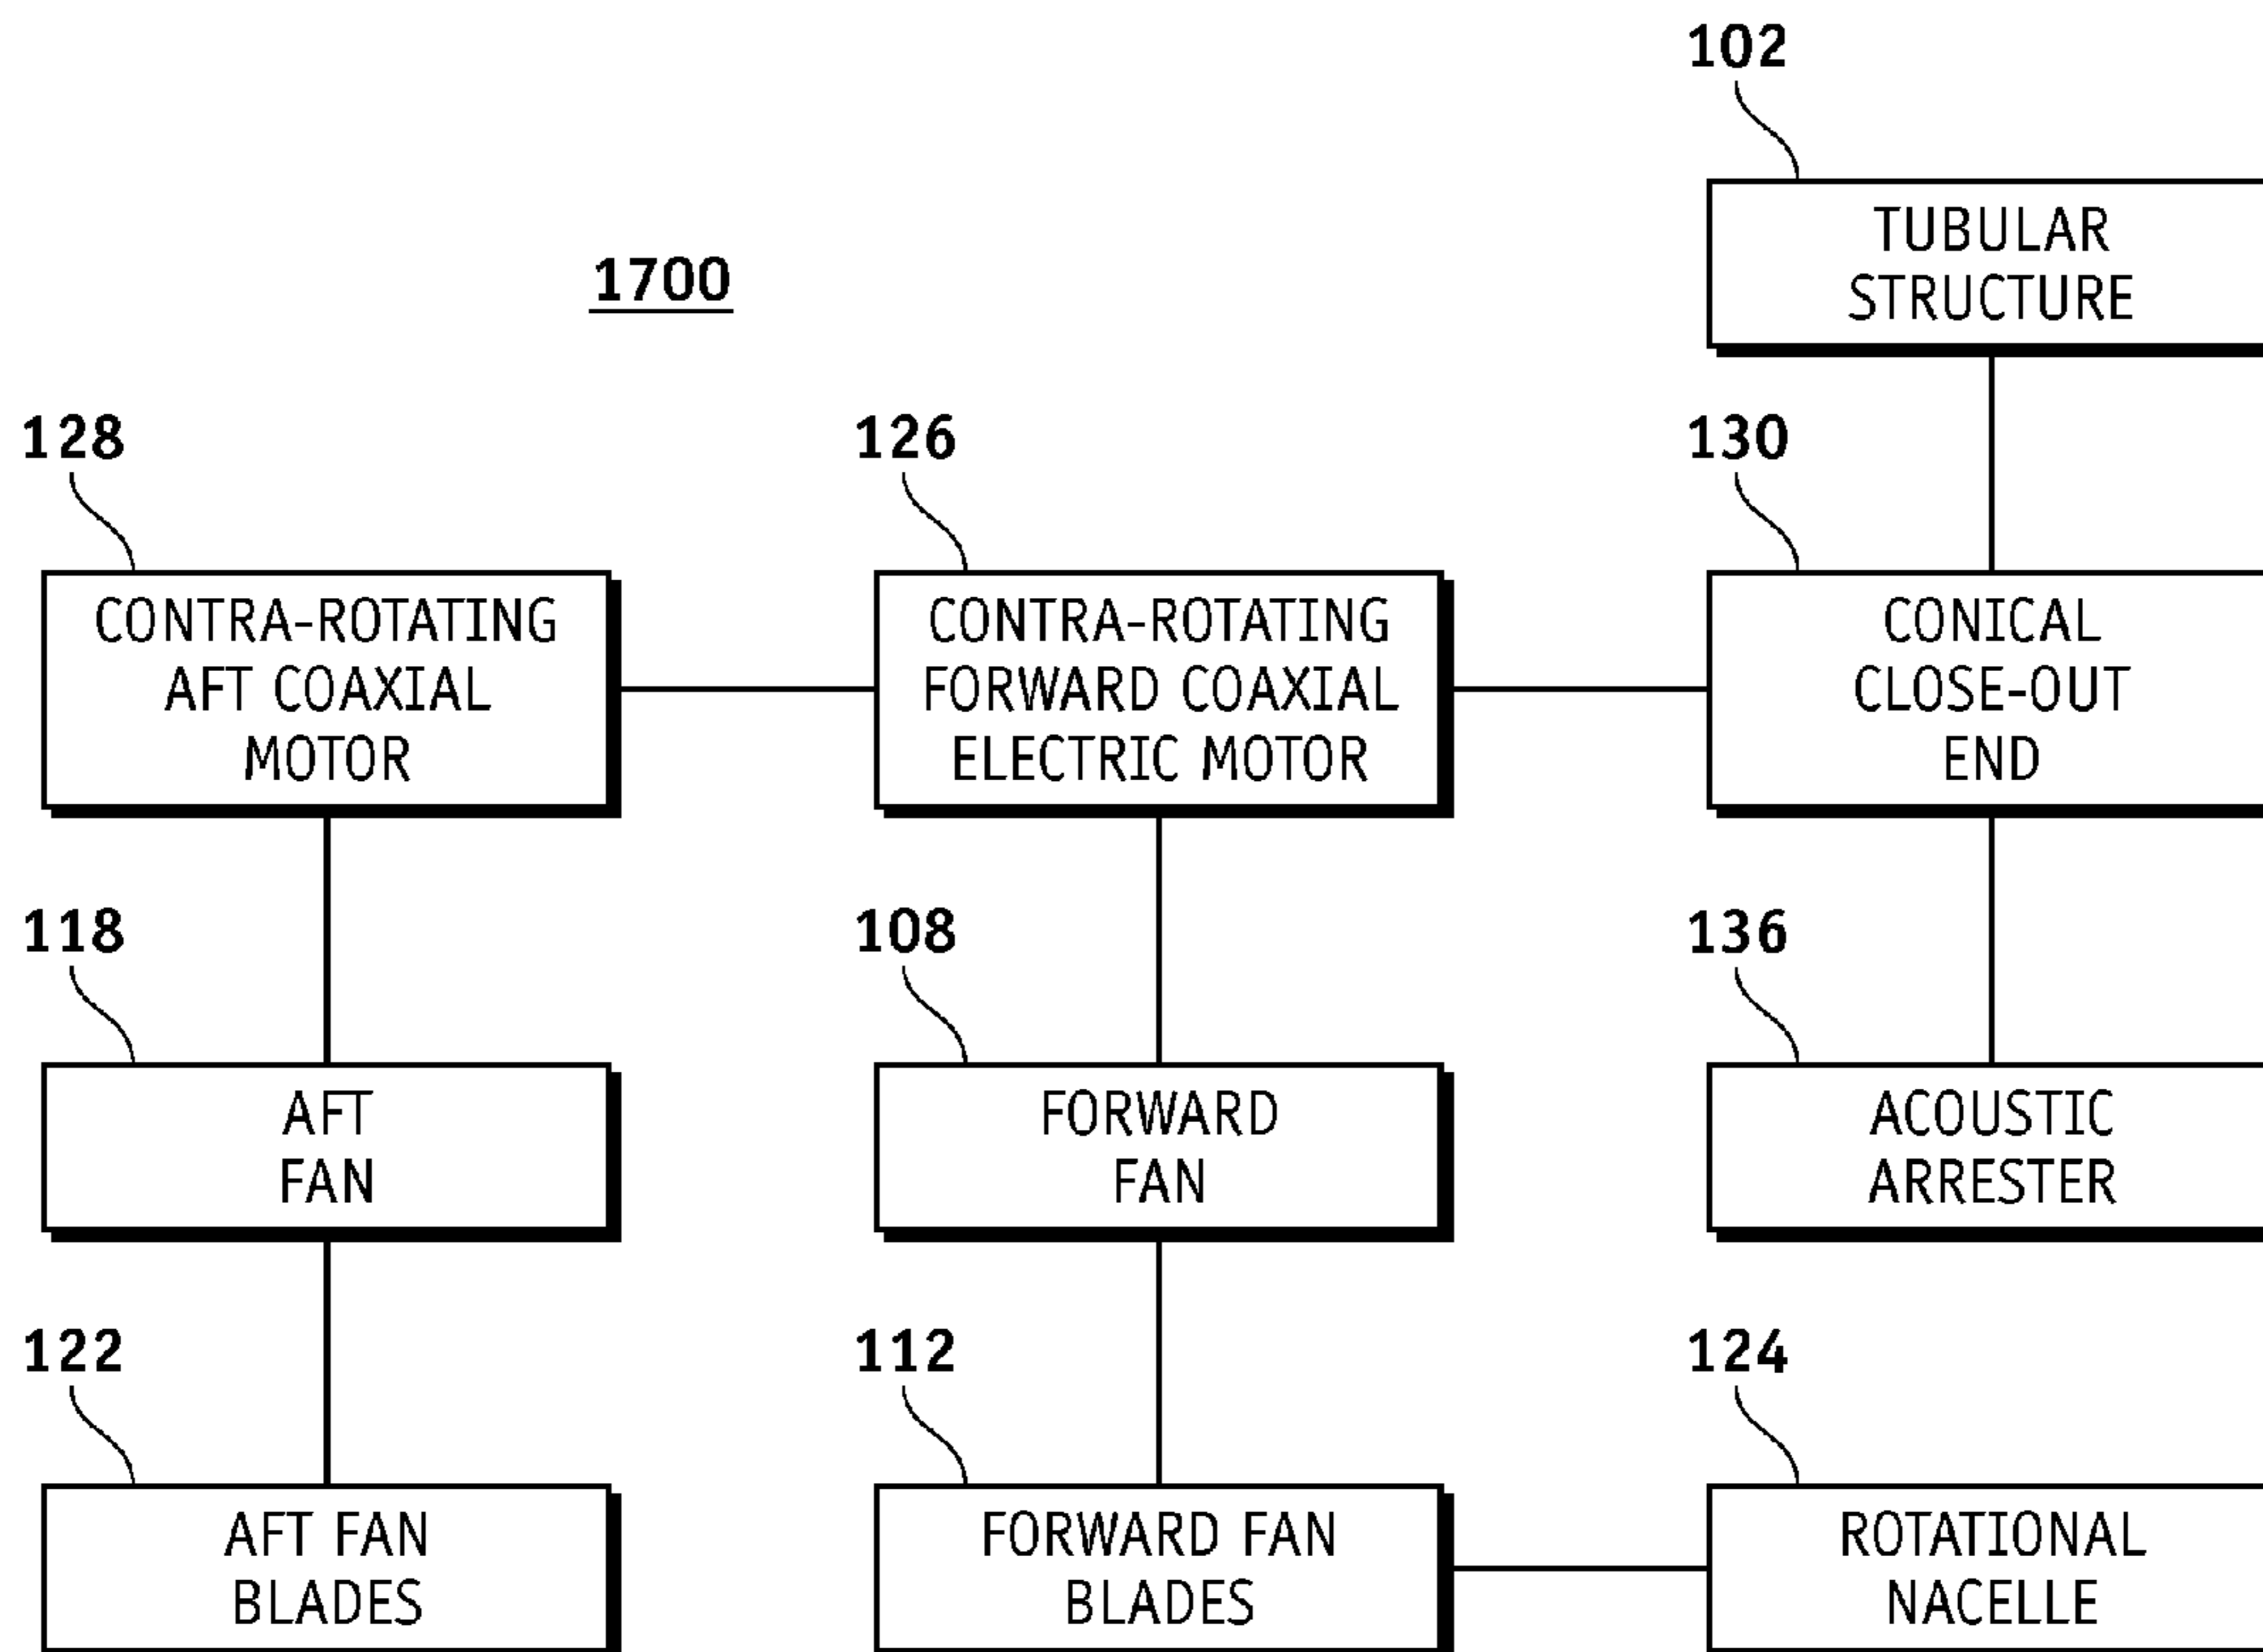 102
TUBULAR
STRUCTURE
1700
128
126
130
CONTRA-ROTATING
AFT COAXIAL
MOTOR
CONTRA-ROTATING
FORWARD COAXIAL
ELECTRIC MOTOR
CONICAL
CLOSE-OUT
END
118
108
136
AFT
FAN
FORWARD
FAN
ACOUSTIC
ARRESTER
122
112
124
AFT FAN
BLADES
FORWARD FAN
BLADES
ROTATIONAL
NACELLE